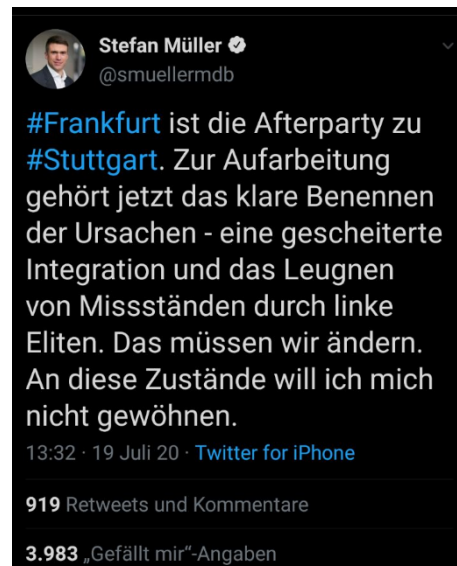 Stefan Müller
@smuellermdb
#Frankfurt ist die Afterparty zu
#Stuttgart. Zur Aufarbeitung
gehört jetzt das klare Benennen
der Ursachen - eine gescheiterte
Integration und das Leugnen
von Missständen durch linke
Eliten. Das müssen wir ändern.
An diese Zustände will ich mich
nicht gewöhnen.
13:32 · 19 Juli 20 · Twitter for iPhone
919 Retweets und Kommentare
3.983 „Gefällt mir“-Angaben